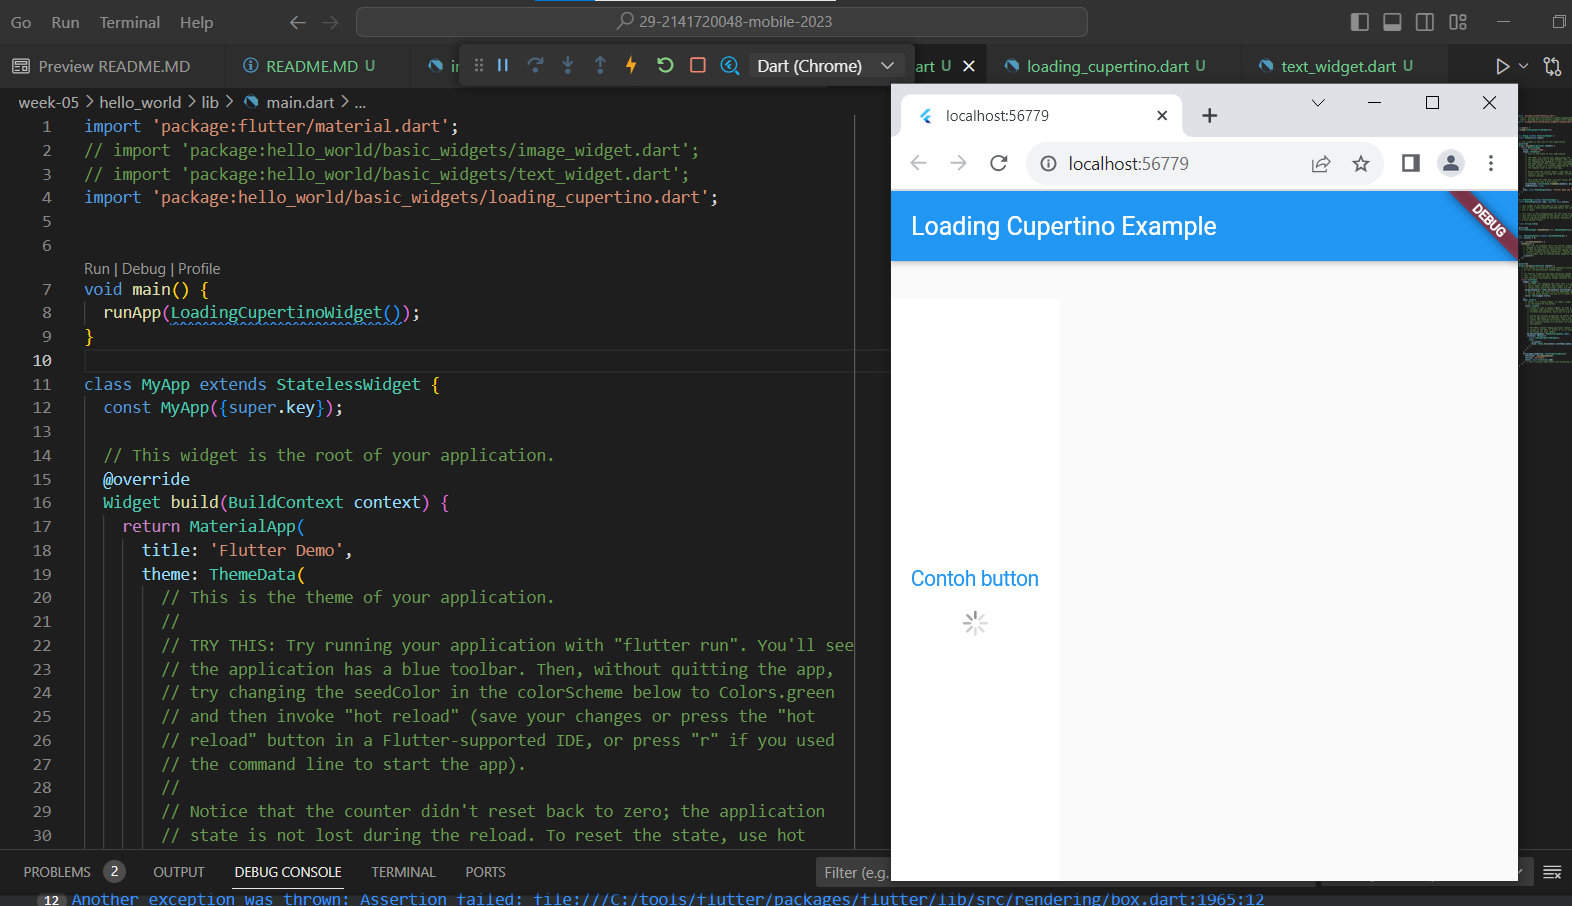 Go Run Terminal Help 29-2141720048-mobile-2023
Preview README.MD README.MD U Dart (Chrome) U loading_cupertino.dart U text_widget.dart U
week-05 > hello_world > lib > main.dart > ...
1 import 'package:flutter/material.dart';
2 // import 'package:hello_world/basic_widgets/image_widget.dart';
3 // import 'package:hello_world/basic_widgets/text_widget.dart';
4 import 'package:hello_world/basic_widgets/loading_cupertino.dart';
5
6
Run | Debug | Profile
7 void main() {
8 runApp(LoadingCupertinoWidget());
9 }
10
11 class MyApp extends StatelessWidget {
12 const MyApp({super.key});
13
14 // This widget is the root of your application.
15 @override
16 Widget build(BuildContext context) {
17 return MaterialApp(
18 title: 'Flutter Demo',
19 theme: ThemeData(
20 // This is the theme of your application.
21 //
22 // TRY THIS: Try running your application with "flutter run". You'll see
23 // the application has a blue toolbar. Then, without quitting the app,
24 // try changing the seedColor in the colorScheme below to Colors.green
25 // and then invoke "hot reload" (save your changes or press the "hot
26 // reload" button in a Flutter-supported IDE, or press "r" if you used
27 // the command line to start the app).
28 //
29 // Notice that the counter didn't reset back to zero; the application
30 // state is not lost during the reload. To reset the state, use hot
localhost:56779
localhost:56779
Loading Cupertino Example
DEBUG
Contoh button
PROBLEMS 2 OUTPUT DEBUG CONSOLE TERMINAL PORTS Filter (e.g.
12 Another exception was thrown: Assertion failed: file:///C:/tools/flutter/packages/flutter/lib/src/rendering/box.dart:1965:12